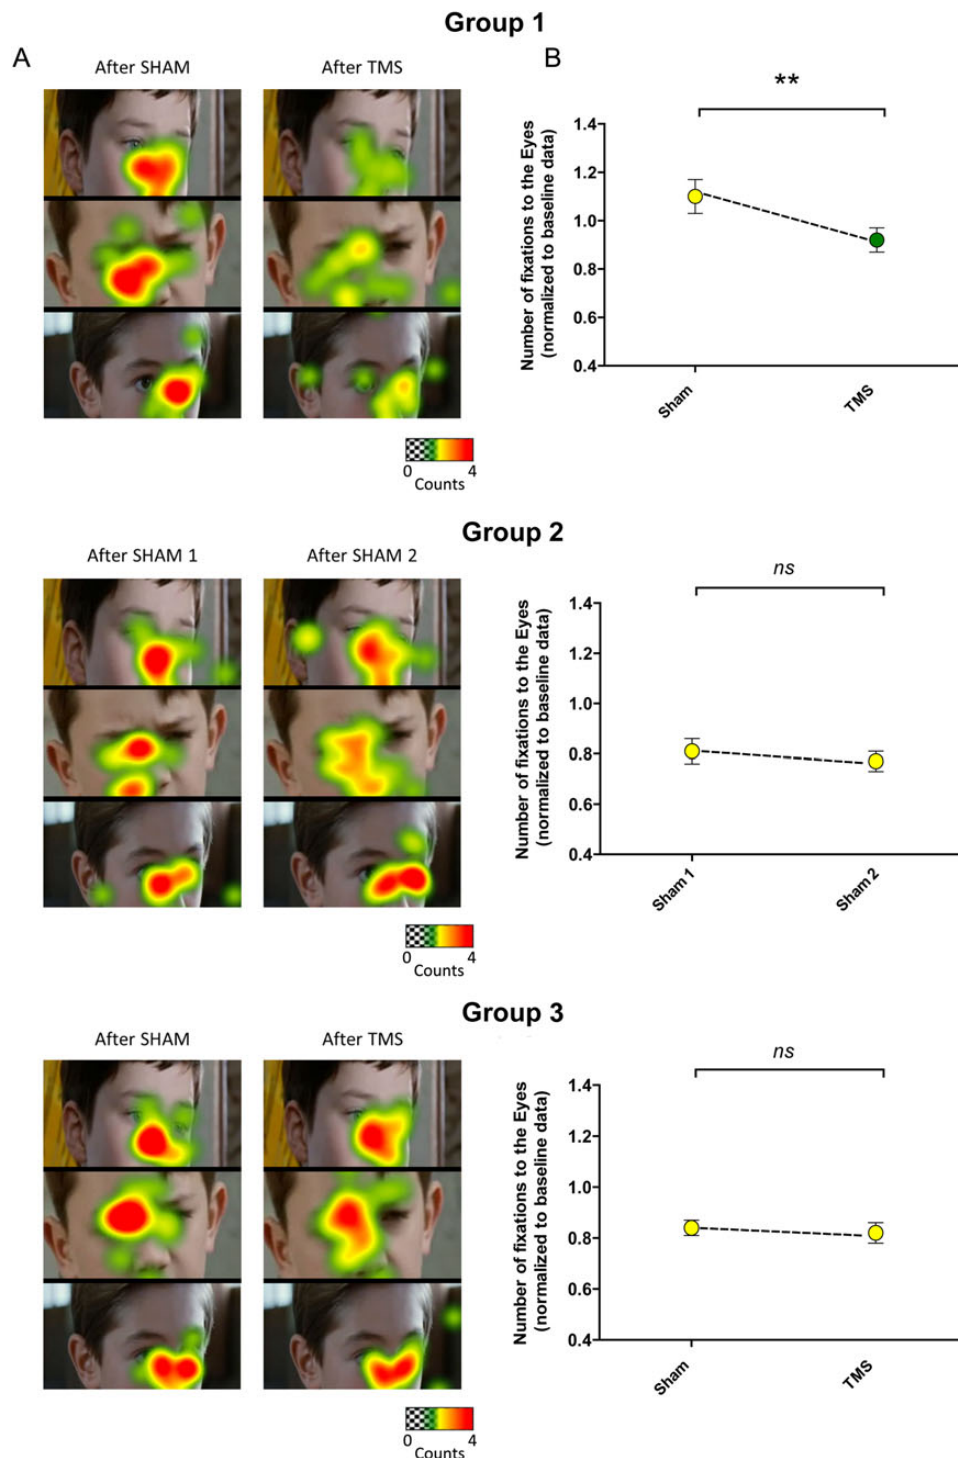 Group 1
A
After SHAM
After TMS
0
4
Counts
B
**
Number of fixations to the Eyes
(normalized to baseline data)
1.4
1.2
1.0
0.8
0.6
0.4
Sham
TMS
Group 2
After SHAM 1
After SHAM 2
0
4
Counts
ns
Number of fixations to the Eyes
(normalized to baseline data)
1.4
1.2
1.0
0.8
0.6
0.4
Sham 1
Sham 2
Group 3
After SHAM
After TMS
0
4
Counts
ns
Number of fixations to the Eyes
(normalized to baseline data)
1.4
1.2
1.0
0.8
0.6
0.4
Sham
TMS